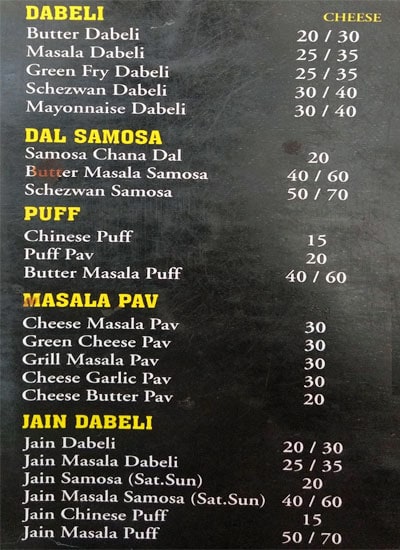 DABELI CHEESE
Butter Dabeli 20 / 30
Masala Dabeli 25 / 35
Green Fry Dabeli 25 / 35
Schezwan Dabeli 30 / 40
Mayonnaise Dabeli 30 / 40
DAL SAMOSA
Samosa Chana Dal 20
Butter Masala Samosa 40 / 60
Schezwan Samosa 50 / 70
PUFF
Chinese Puff 15
Puff Pav 20
Butter Masala Puff 40 / 60
MASALA PAV
Cheese Masala Pav 30
Green Cheese Pav 30
Grill Masala Pav 30
Cheese Garlic Pav 30
Cheese Butter Pav 20
JAIN DABELI
Jain Dabeli 20 / 30
Jain Masala Dabeli 25 / 35
Jain Samosa (Sat.Sun) 20
Jain Masala Samosa (Sat.Sun) 40 / 60
Jain Chinese Puff 15
Jain Masala Puff 50 / 70